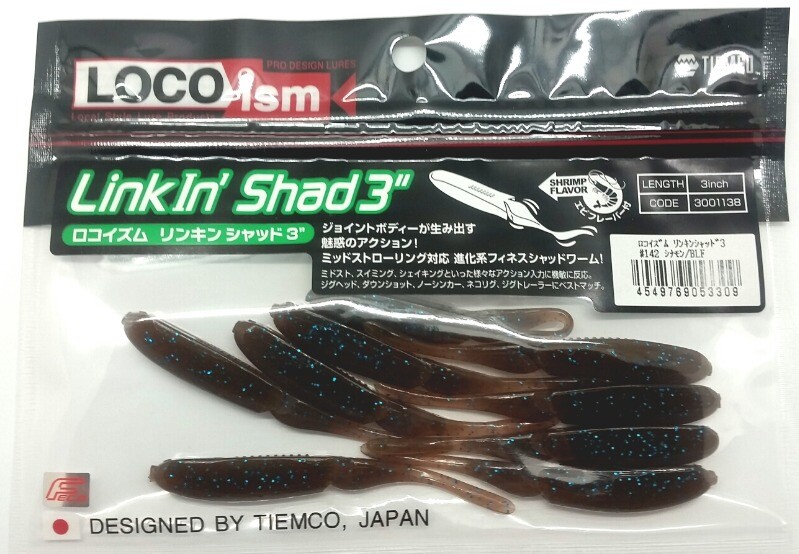 PRO DESIGN LURES
LOCO ism
TIEMCO
LinkIn' Shad 3"
ロコイズム リンキン シャッド 3"
SHRIMP
FLAVOR
エビフレーバー付
LENGTH 3inch
CODE 3001138
ジョイントボディーが生み出す
魅惑のアクション!
ミッドストローリング対応 進化系フィネスシャッドワーム!
ミドスト、スイミング、シェイキングといった様々なアクション入力に機敏に反応。
ジグヘッド、ダウンショット、ノーシンカー、ネコリグ、ジグトレーラーにベストマッチ。
ロコイズム リンキンシャッド3
#142 シナモン/BLF
4549769053309
DESIGNED BY TIEMCO, JAPAN